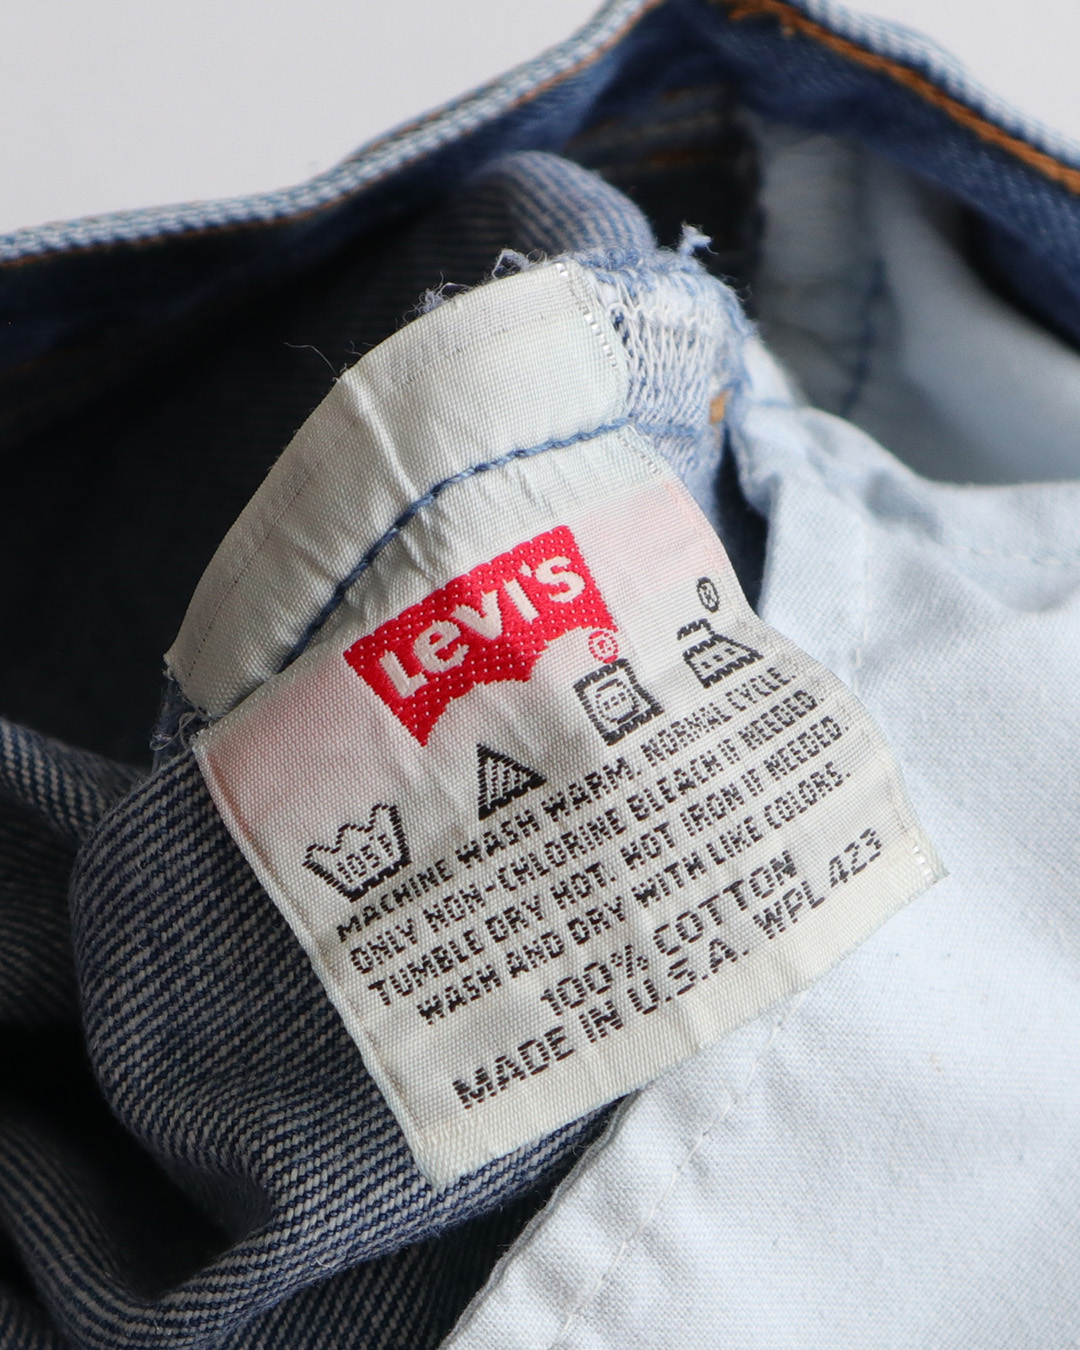 LEVI'S®
®
105F
MACHINE WASH WARM. NORMAL CYCLE.
ONLY NON-CHLORINE BLEACH IF NEEDED.
TUMBLE DRY HOT. HOT IRON IF NEEDED.
WASH AND DRY WITH LIKE COLORS.
100% COTTON
MADE IN U.S.A. WPL 423